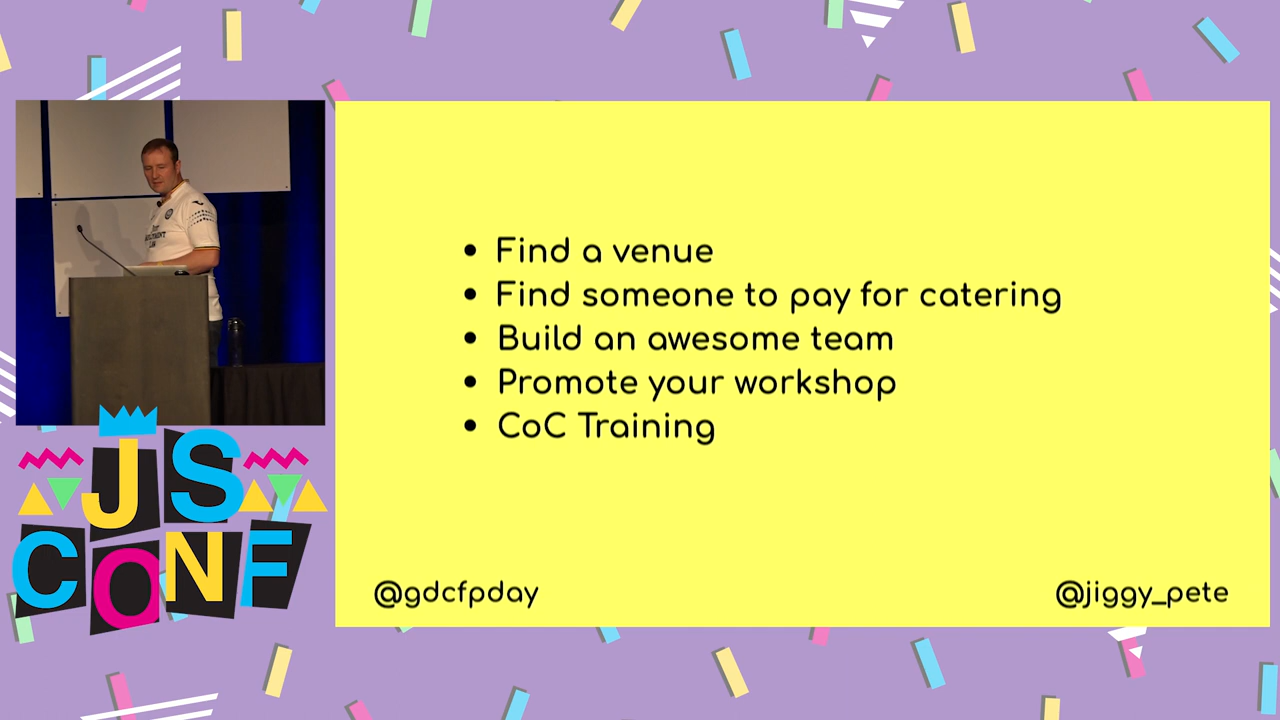 Find a venue
Find someone to pay for catering
Build an awesome team
Promote your workshop
CoC Training
@gdcfpday
@jiggy_pete
JS
CONF